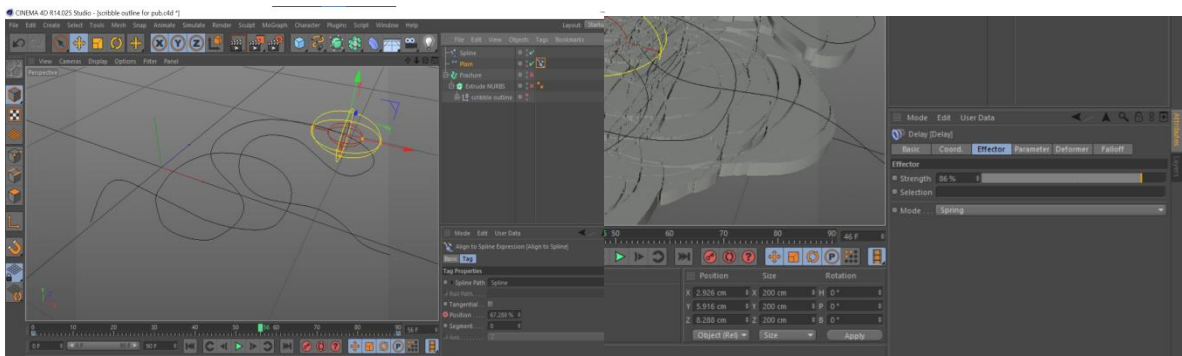 CINEMA 4D R14.025 Studio - [scribble outline for pub.c4d *]
File Edit Create Select Tools Mesh Snap Animate Simulate Render Sculpt MoGraph Character Plugins Script Window Help
Layout: Startu
View Cameras Display Options Filter Panel
Perspective
File Edit View Objects Tags Bookmarks
Spline
Plain
Fracture
Extrude NURBS
scribble outline
Mode Edit User Data
Align to Spline Expression [Align to Spline]
Basic Tag
Tag Properties
Spline Path Spline
Rail Path
Tangential
Position 67.288 %
Segment 0
0 10 20 30 40 50 56 60 70 80 90 56 F
0 F 90 F
50 60 70 80 90 46 F
Position Size Rotation
X 2.926 cm X 200 cm H 0°
Y 5.916 cm Y 200 cm P 0°
Z 8.288 cm Z 200 cm B 0°
Object (Rel) Size Apply
Mode Edit User Data
Delay [Delay]
Basic Coord. Effector Parameter Deformer Falloff
Effector
Strength 86 %
Selection
Mode . . . Spring
Attributes